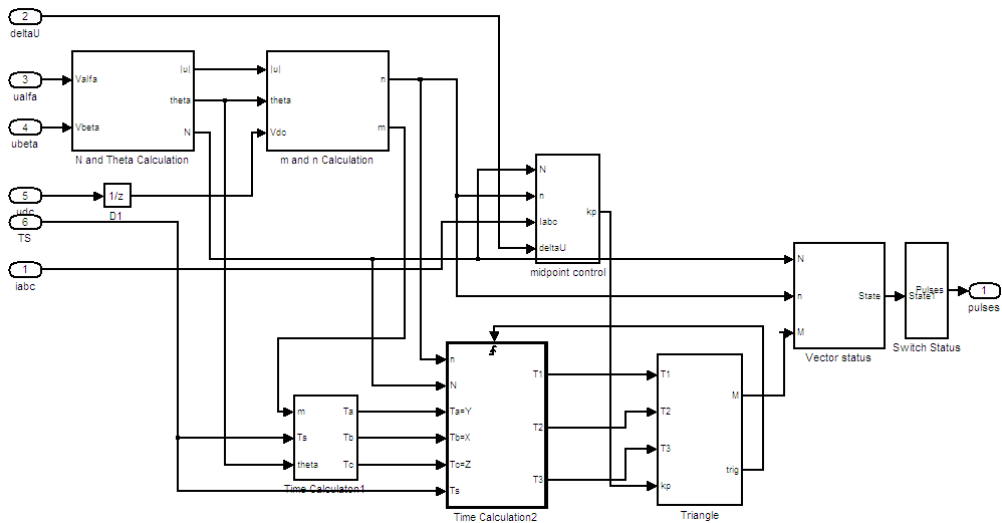 2
deltaU
3
ualfa
4
ubeta
5
udc
6
TS
1
iabc
Valfa
Vbeta
|u|
theta
N
N and Theta Calculation
|u|
theta
Vdc
n
m
m and n Calculation
1/z
D1
N
n
Iabc
deltaU
kp
midpoint control
N
n
M
State
Vector status
State1
Pulses
Switch Status
1
pulses
m
Ts
theta
Ta
Tb
Tc
Time Calculaton1
n
N
Ta=Y
Tb=X
Tc=Z
Ts
T1
T2
T3
Time Calculation2
T1
T2
T3
kp
M
trig
Triangle